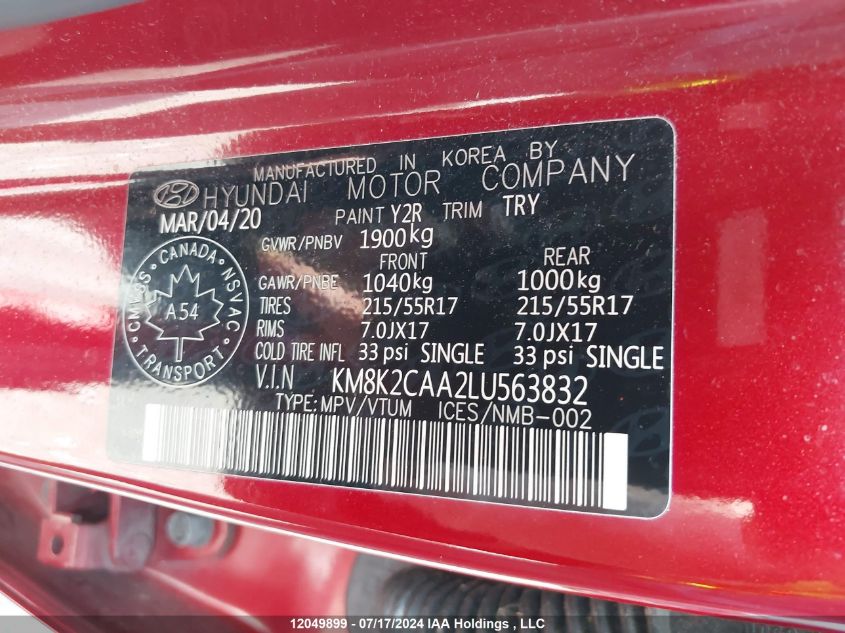 MANUFACTURED IN KOREA BY
HYUNDAI MOTOR COMPANY
MAR/04/20 PAINT Y2R TRIM TRY
GVWR/PNBV 1900kg
FRONT REAR
GAWR/PNBE 1040kg 1000kg
TIRES 215/55R17 215/55R17
RIMS 7.0JX17 7.0JX17
COLD TIRE INFL 33 psi SINGLE 33 psi SINGLE
V.I.N KM8K2CAA2LU563832
TYPE:MPV/VTUM ICES/NMB-002
CANADA
CMVSS NSVAC
A54
TRANSPORT
12049899 - 07/17/2024 IAA Holdings, LLC